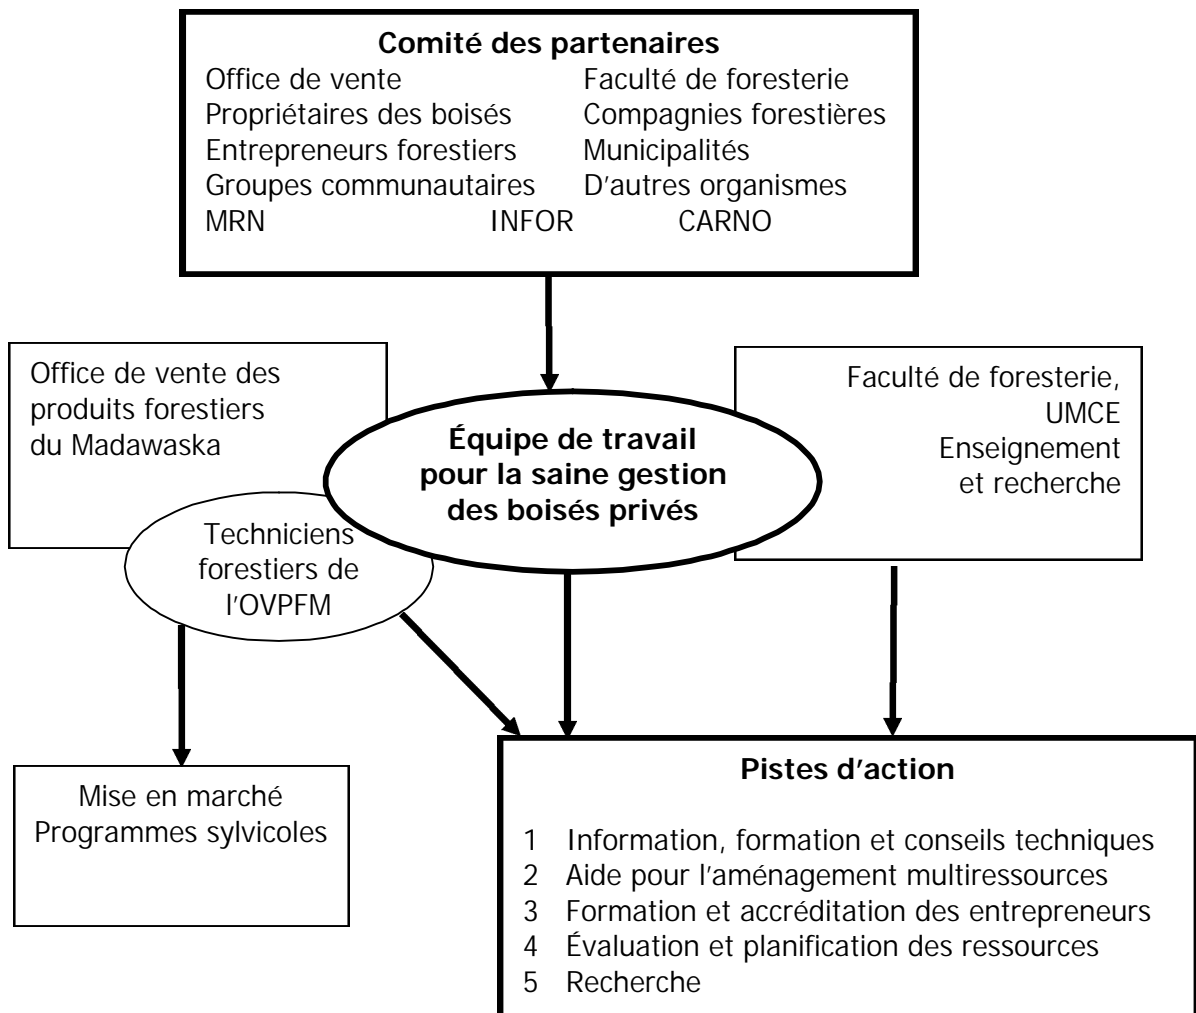 Comité des partenaires
Office de vente Faculté de foresterie
Propriétaires des boisés Compagnies forestières
Entrepreneurs forestiers Municipalités
Groupes communautaires D'autres organismes
MRN INFOR CARNO
Office de vente des
produits forestiers
du Madawaska
Équipe de travail
pour la saine gestion
des boisés privés
Faculté de foresterie,
UMCE
Enseignement
et recherche
Techniciens
forestiers de
l'OVPFM
Mise en marché
Programmes sylvicoles
Pistes d'action
1 Information, formation et conseils techniques
2 Aide pour l'aménagement multiressources
3 Formation et accréditation des entrepreneurs
4 Évaluation et planification des ressources
5 Recherche